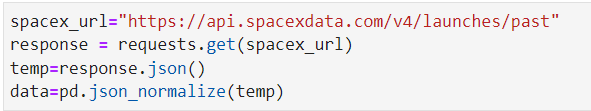 spacex_url="https://api.spacexdata.com/v4/launches/past"
response = requests.get(spacex_url)
temp=response.json()
data=pd.json_normalize(temp)